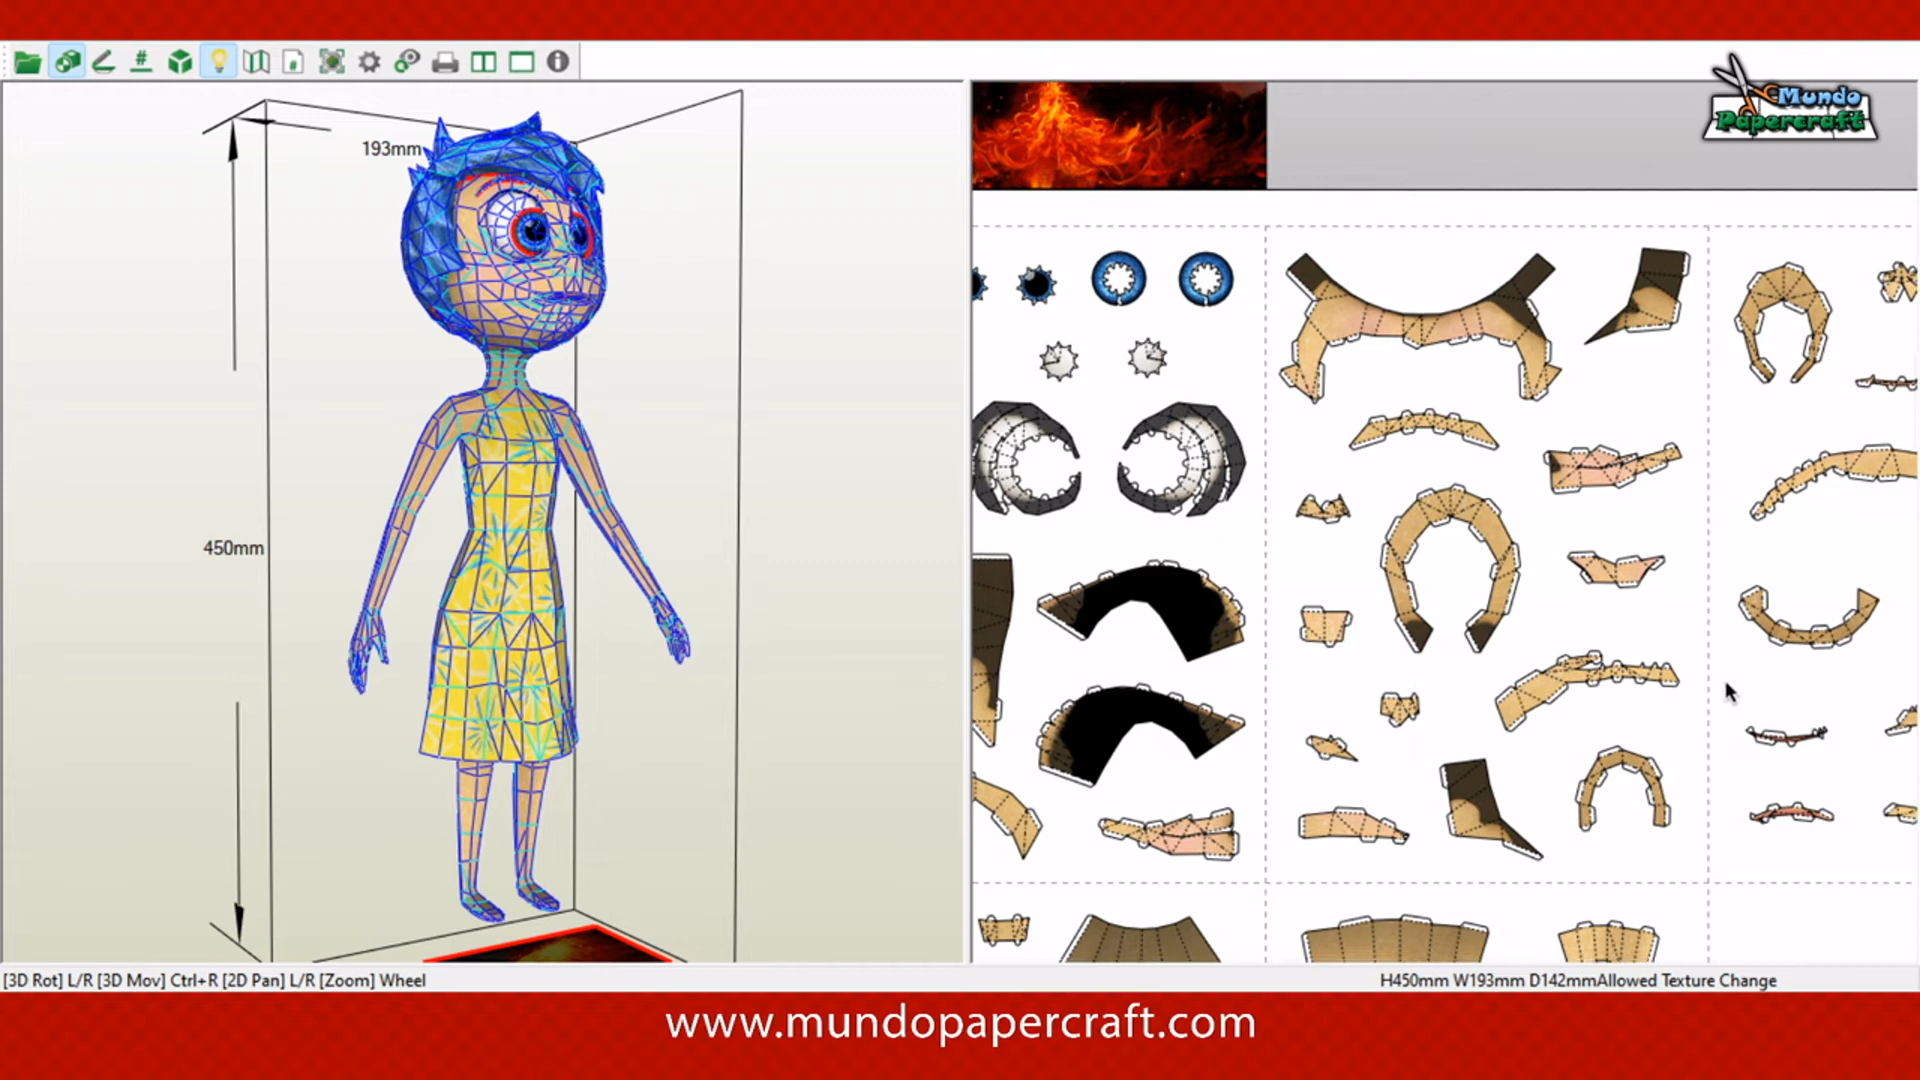 #
Mundo
Papercraft
193mm
450mm
[3D Rot] L/R [3D Mov] Ctrl+R [2D Pan] L/R [Zoom] Wheel
H450mm W193mm D142mmAllowed Texture Change
www.mundopapercraft.com